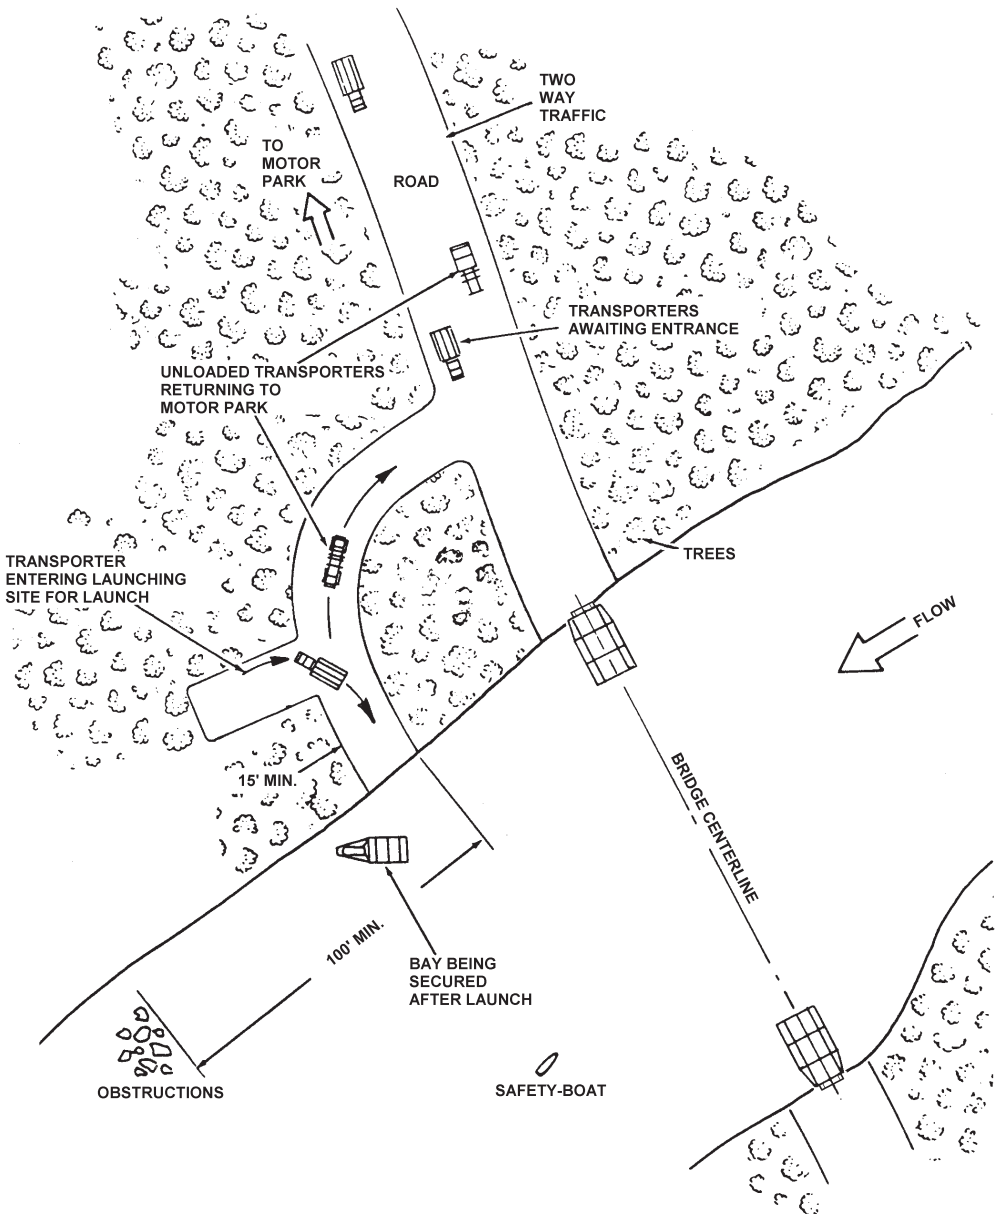 TWO
WAY
TRAFFIC
TO
MOTOR
PARK
ROAD
TRANSPORTERS
AWAITING ENTRANCE
UNLOADED TRANSPORTERS
RETURNING TO
MOTOR PARK
TREES
TRANSPORTER
ENTERING LAUNCHING
SITE FOR LAUNCH
FLOW
15' MIN.
BRIDGE CENTERLINE
100' MIN.
BAY BEING
SECURED
AFTER LAUNCH
OBSTRUCTIONS
SAFETY-BOAT